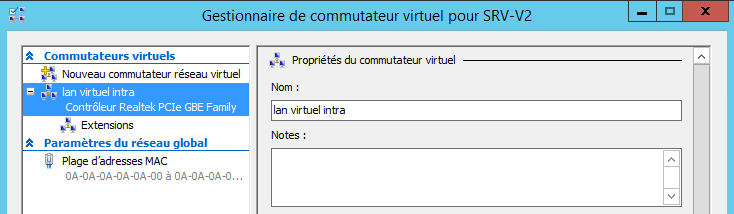 Gestionnaire de commutateur virtuel pour SRV-V2
Commutateurs virtuels
Nouveau commutateur réseau virtuel
lan virtuel intra
Contrôleur Realtek PCIe GBE Family
Extensions
Paramètres du réseau global
Plage d'adresses MAC
0A-0A-0A-0A-0A-00 à 0A-0A-0A-0...
Propriétés du commutateur virtuel
Nom :
lan virtuel intra
Notes :